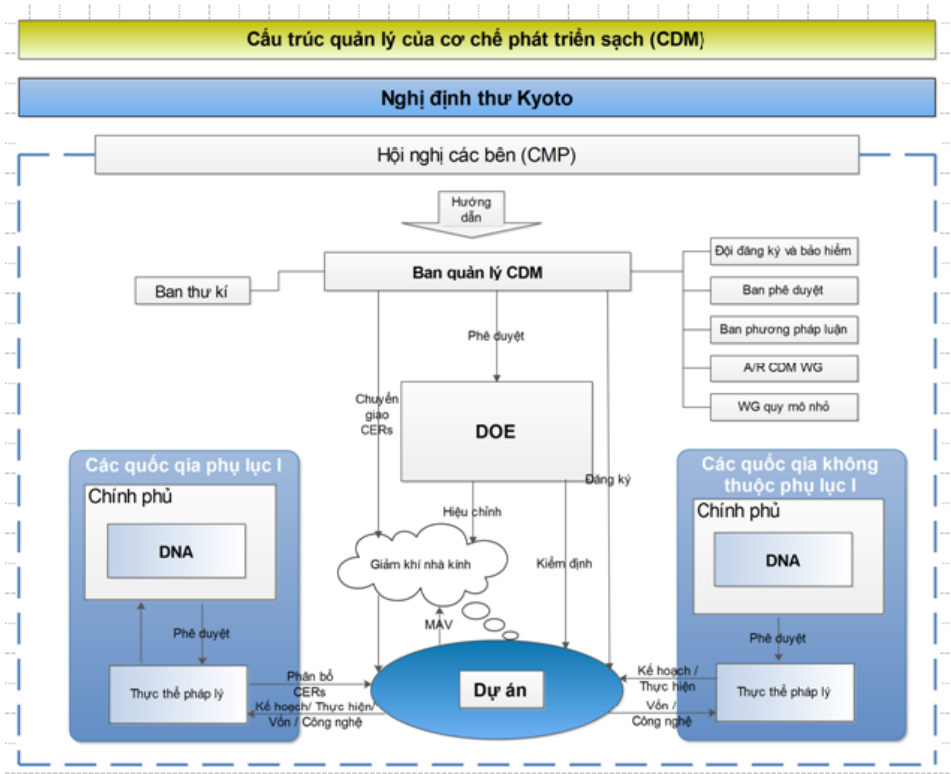 Cấu trúc quản lý của cơ chế phát triển sạch (CDM)
Nghị định thư Kyoto
Hội nghị các bên (CMP)
Hướng
dẫn
Ban quản lý CDM
Ban thư kí
Đội đăng ký và bảo hiểm
Ban phê duyệt
Ban phương pháp luận
A/R CDM WG
WG quy mô nhỏ
Phê duyệt
Chuyển
giao
CERs
DOE
Đăng ký
Hiệu chỉnh
Kiểm định
Giảm khí nhà kính
MAV
Các quốc qia phụ lục I
Chính phủ
DNA
Phê duyệt
Thực thể pháp lý
Phân bổ
CERs
Kế hoạch/ Thực hiện/
Vốn / Công nghệ
Dự án
Các quốc qia không
thuộc phụ lục I
Chính phủ
DNA
Phê duyệt
Kế hoạch /
Thực hiện
Vốn /
Công nghệ
Thực thể pháp lý